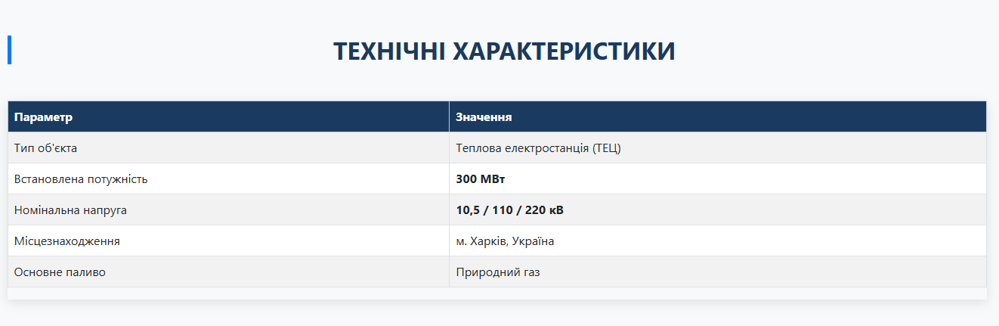 ТЕХНІЧНІ ХАРАКТЕРИСТИКИ
Параметр Значення
Тип об'єкта Теплова електростанція (ТЕЦ)
Встановлена потужність 300 МВт
Номінальна напруга 10,5 / 110 / 220 кВ
Місцезнаходження м. Харків, Україна
Основне паливо Природний газ